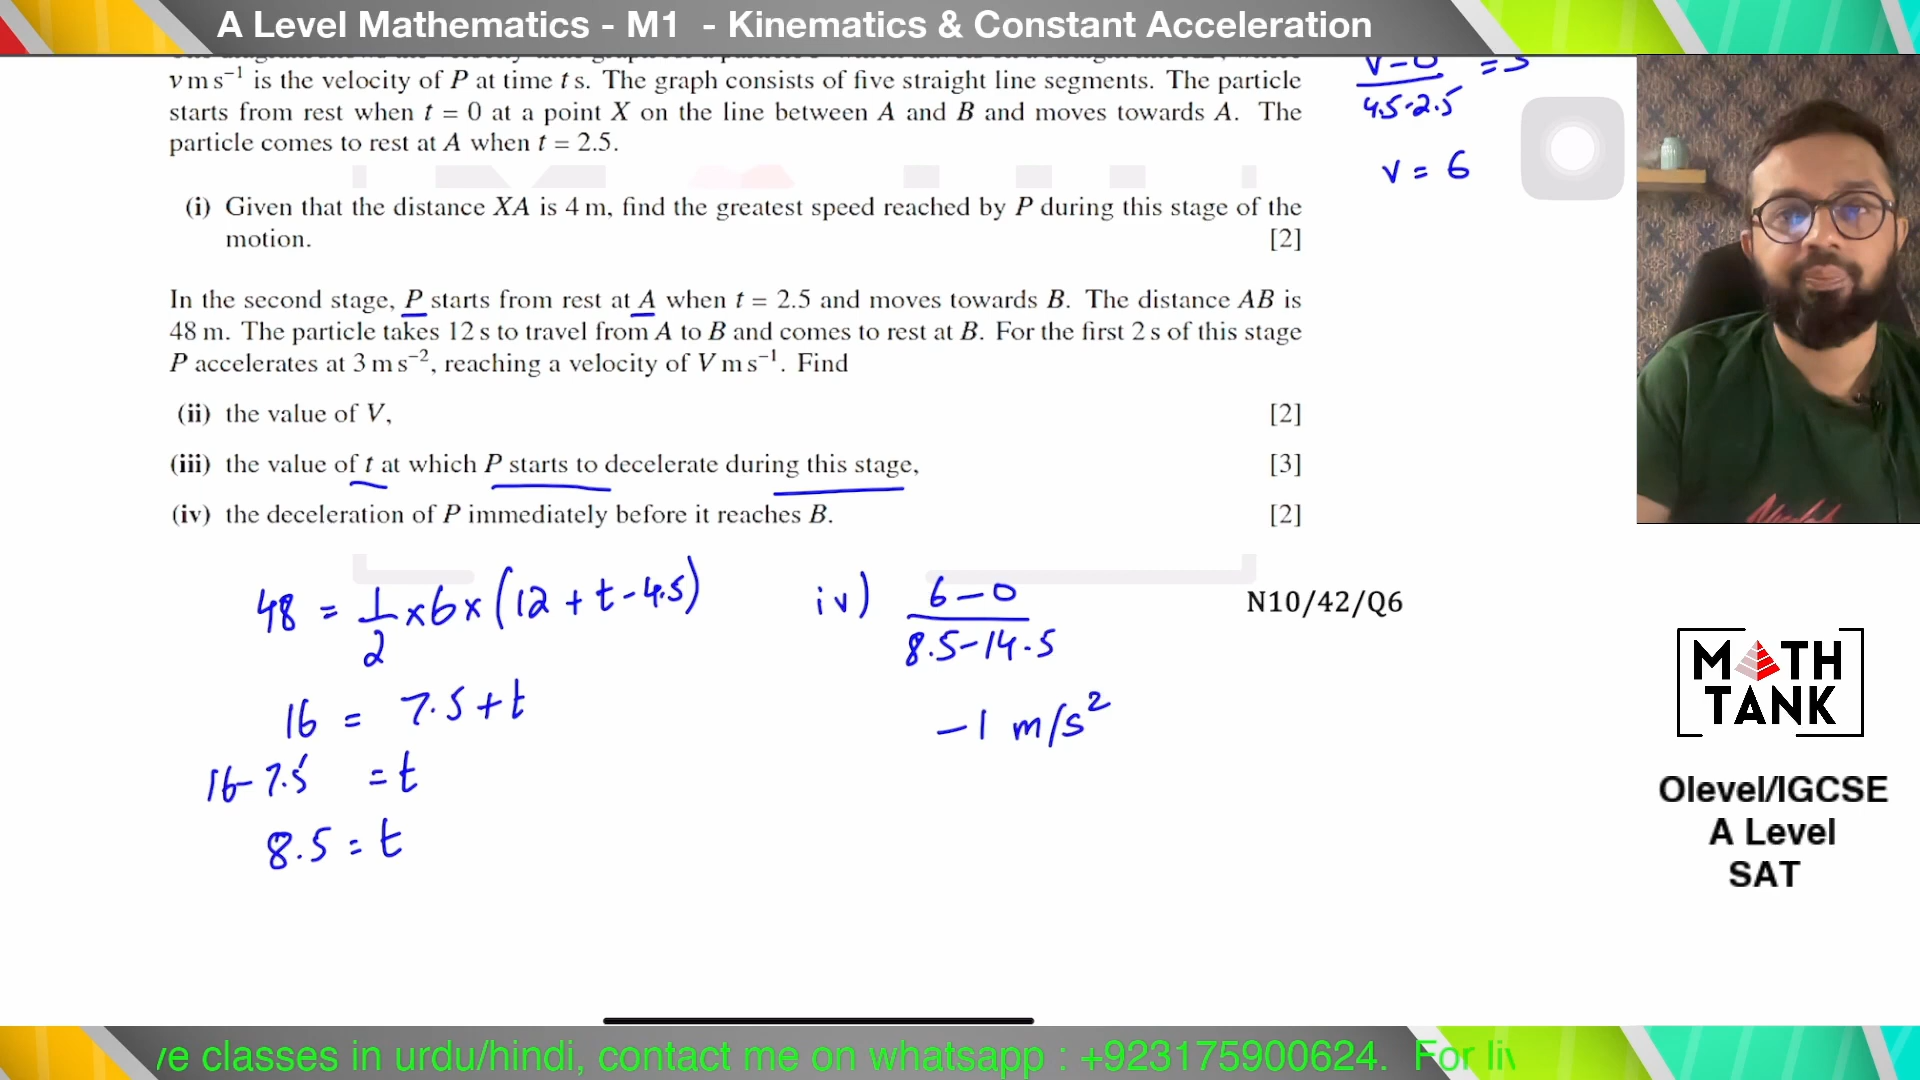 A Level Mathematics - M1 - Kinematics & Constant Acceleration
v m s⁻¹ is the velocity of P at time t s. The graph consists of five straight line segments. The particle
starts from rest when t = 0 at a point X on the line between A and B and moves towards A. The
particle comes to rest at A when t = 2.5.
(i) Given that the distance XA is 4 m, find the greatest speed reached by P during this stage of the
motion. [2]
In the second stage, P starts from rest at A when t = 2.5 and moves towards B. The distance AB is
48 m. The particle takes 12 s to travel from A to B and comes to rest at B. For the first 2 s of this stage
P accelerates at 3 m s⁻², reaching a velocity of V m s⁻¹. Find
(ii) the value of V, [2]
(iii) the value of t at which P starts to decelerate during this stage, [3]
(iv) the deceleration of P immediately before it reaches B. [2]
N10/42/Q6
4.5-2.5
v = 6
48 = 1/2 x 6 x (12 + t - 4.5)
16 = 7.5 + t
16-7.5 = t
8.5 = t
iv) 6-0
8.5-14.5
-1 m/s²
MATH
TANK
Olevel/IGCSE
A Level
SAT
classes in urdu/hindi, contact me on whatsapp : +923175900624. For